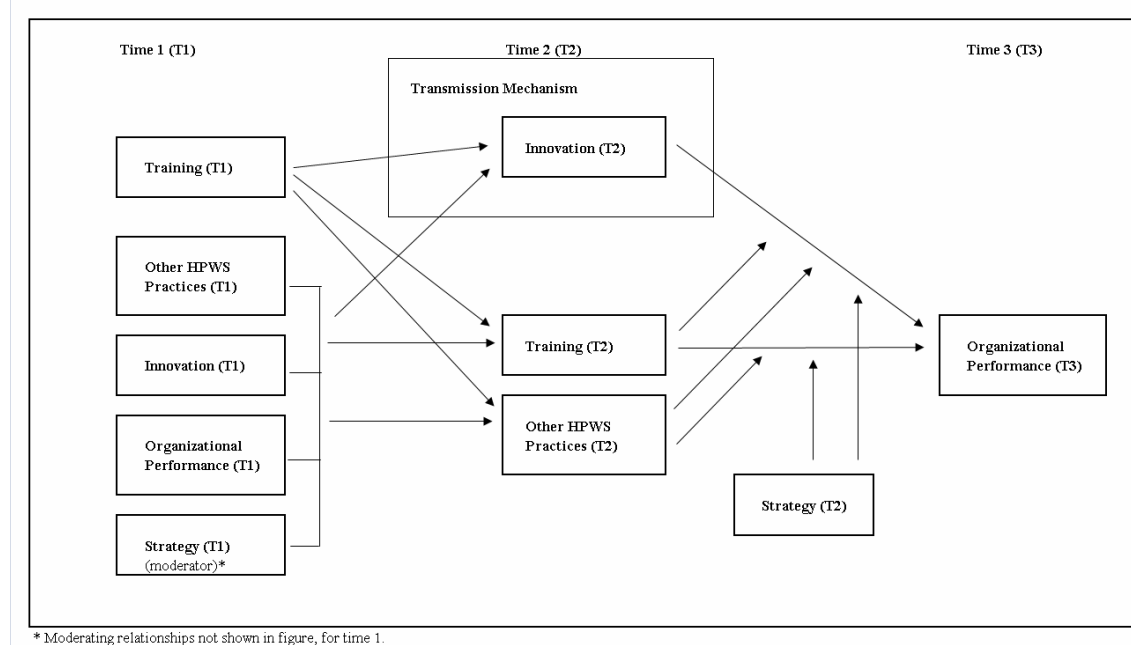 Time 1 (T1)
Time 2 (T2)
Time 3 (T3)
Transmission Mechanism
Innovation (T2)
Training (T1)
Other HPWS
Practices (T1)
Innovation (T1)
Organizational
Performance (T1)
Strategy (T1)
(moderator)*
Training (T2)
Other HPWS
Practices (T2)
Strategy (T2)
Organizational
Performance (T3)
* Moderating relationships not shown in figure, for time 1.